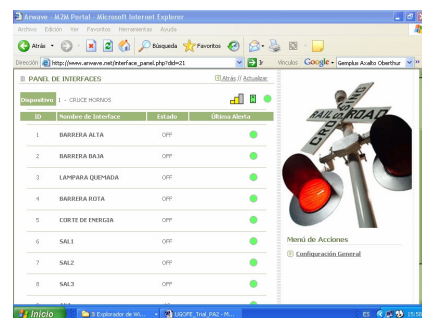 Arwave - M2M Portal - Microsoft Internet Explorer
Archivo Edición Ver Favoritos Herramientas Ayuda
Atrás Búsqueda Favoritos
Dirección http://www.arwave.net/interface_panel.php?did=21 Ir Vínculos Google Gemplus Axalto Oberthur
PANEL DE INTERFACES Atrás // Actualizar
Dispositivo 1 - CRUCE HORNOS
ID Nombre de Interface Estado Última Alerta
1 BARRERA ALTA OFF
2 BARRERA BAJA OFF
3 LAMPARA QUEMADA OFF
4 BARRERA ROTA OFF
5 CORTE DE ENERGIA OFF
6 SAL1 OFF
7 SAL2 OFF
8 SAL3 OFF
RAIL ROAD
CROSSING
Menú de Acciones
Configuración General
Inicio 3 Explorador de Wi... UGOFE_Trial_PA2 - M... ES 15:58